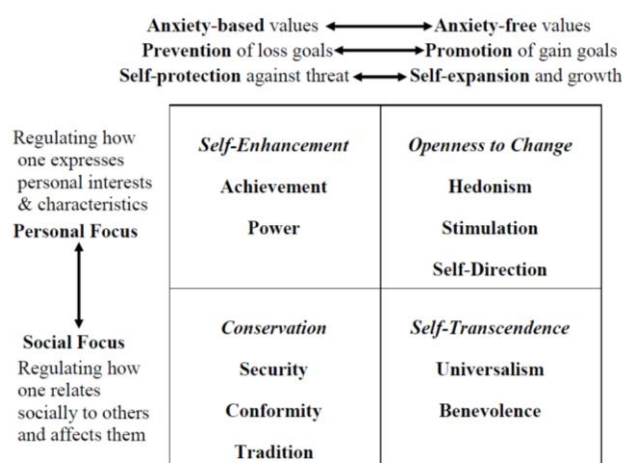 Anxiety-based values Anxiety-free values
Prevention of loss goals Promotion of gain goals
Self-protection against threat Self-expansion and growth
Regulating how
one expresses
personal interests
& characteristics
Personal Focus
Social Focus
Regulating how
one relates
socially to others
and affects them
Self-Enhancement
Achievement
Power
Openness to Change
Hedonism
Stimulation
Self-Direction
Conservation
Security
Conformity
Tradition
Self-Transcendence
Universalism
Benevolence